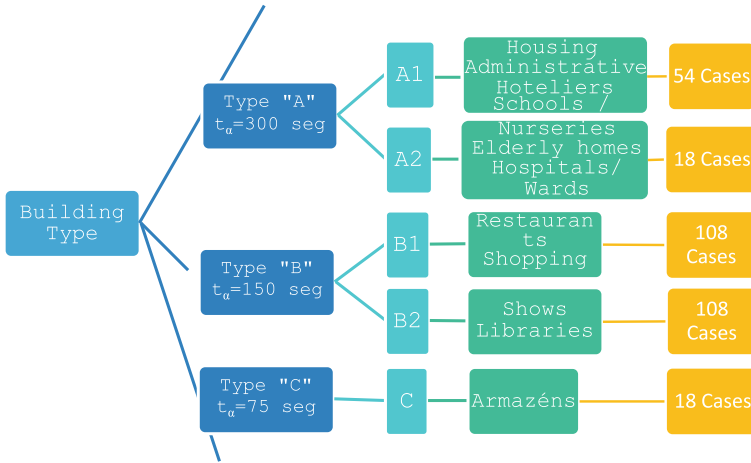 Building
Type
Type "A"
tα=300 seg
A1
Housing
Administrative
Hoteliers
Schools /
54 Cases
A2
Nurseries
Elderly homes
Hospitals/
Wards
18 Cases
Type "B"
tα=150 seg
B1
Restauran
ts
Shopping
108
Cases
B2
Shows
Libraries
108
Cases
Type "C"
tα=75 seg
C
Armazéns
18 Cases